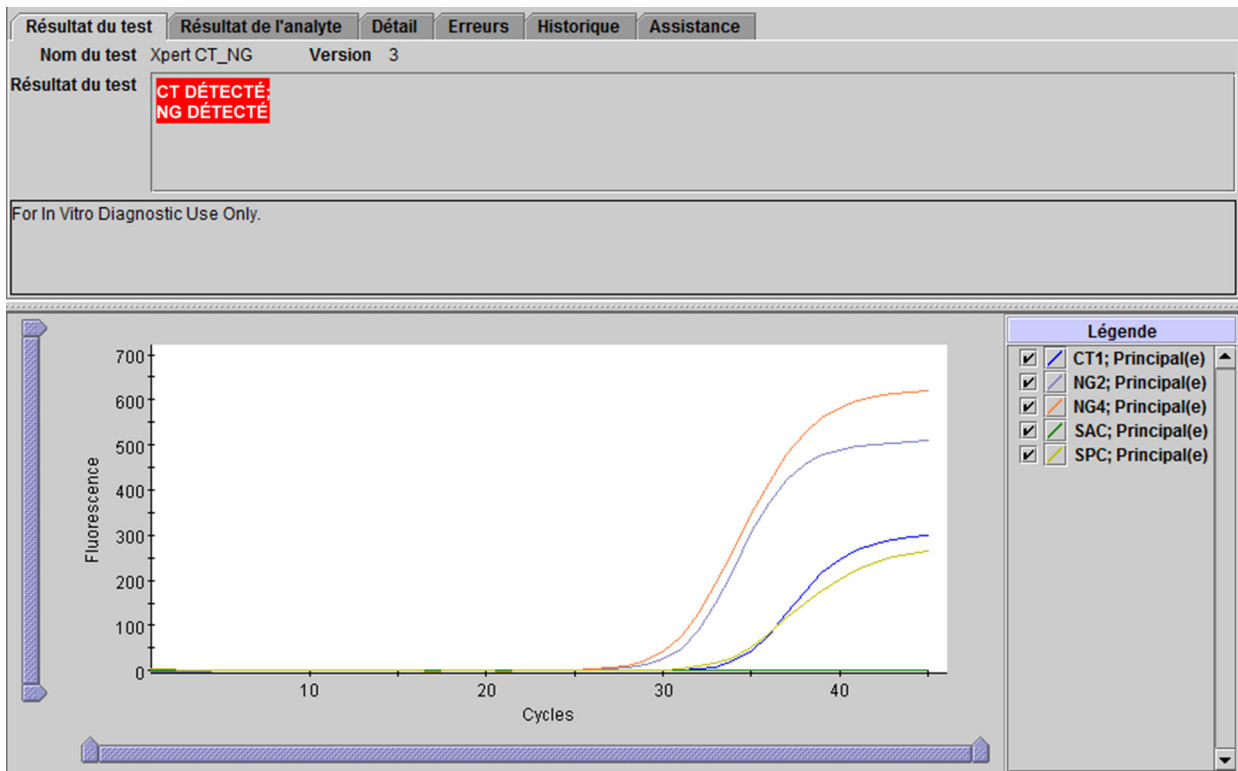 Résultat du test Résultat de l'analyte Détail Erreurs Historique Assistance
Nom du test Xpert CT_NG Version 3
Résultat du test
CT DÉTECTÉ;
NG DÉTECTÉ
For In Vitro Diagnostic Use Only.
700
600
500
400
300
200
100
0
Fluorescence
10 20 30 40
Cycles
Légende
CT1; Principal(e)
NG2; Principal(e)
NG4; Principal(e)
SAC; Principal(e)
SPC; Principal(e)